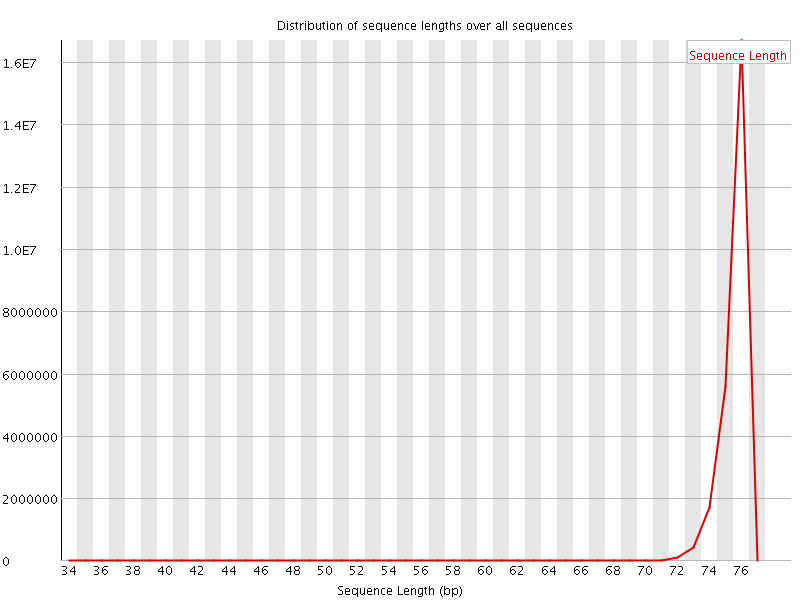 Distribution of sequence lengths over all sequences
Sequence Length
1.6E7
1.4E7
1.2E7
1.0E7
8000000
6000000
4000000
2000000
0
34 36 38 40 42 44 46 48 50 52 54 56 58 60 62 64 66 68 70 72 74 76
Sequence Length (bp)